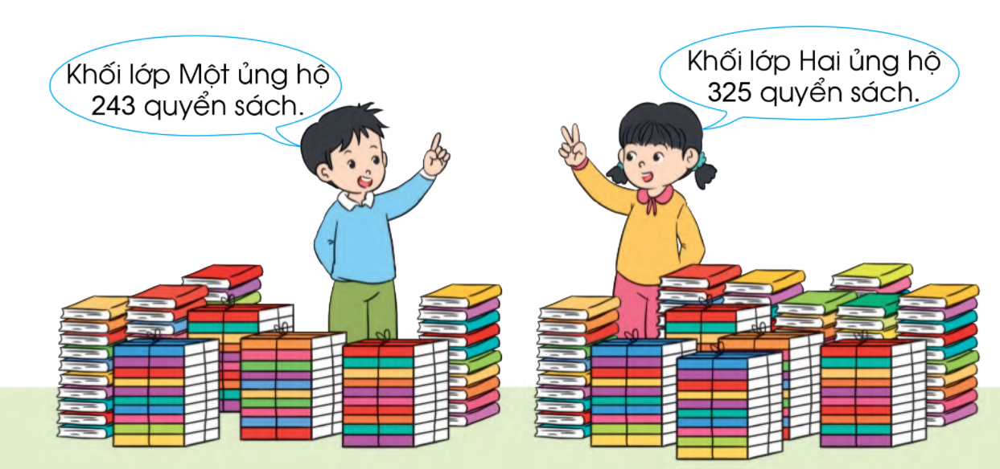 Khối lớp Một ủng hộ
243 quyển sách.
Khối lớp Hai ủng hộ
325 quyển sách.